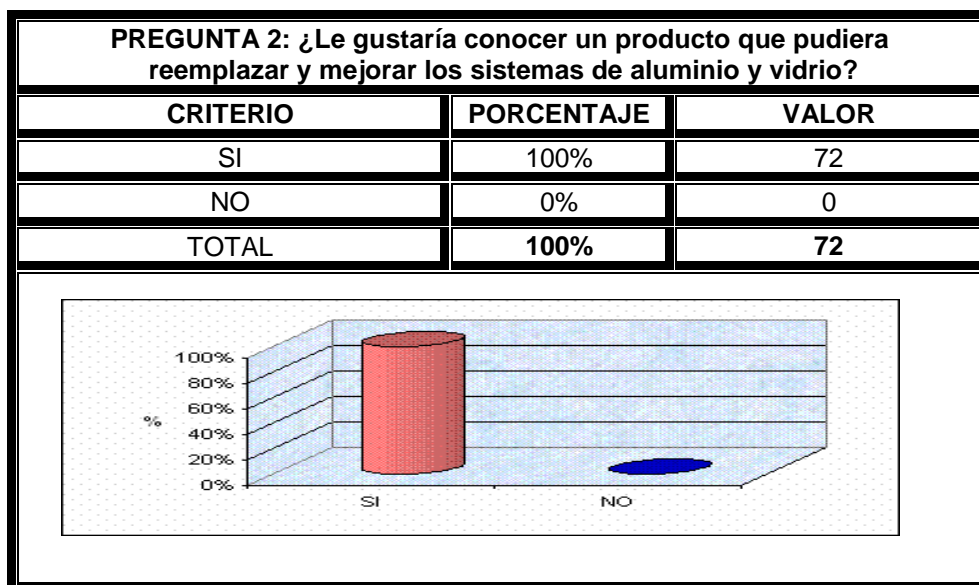 PREGUNTA 2: ¿Le gustaría conocer un producto que pudiera
reemplazar y mejorar los sistemas de aluminio y vidrio?
CRITERIO PORCENTAJE VALOR
SI 100% 72
NO 0% 0
TOTAL 100% 72
100%
80%
60%
40%
20%
0%
%
SI NO